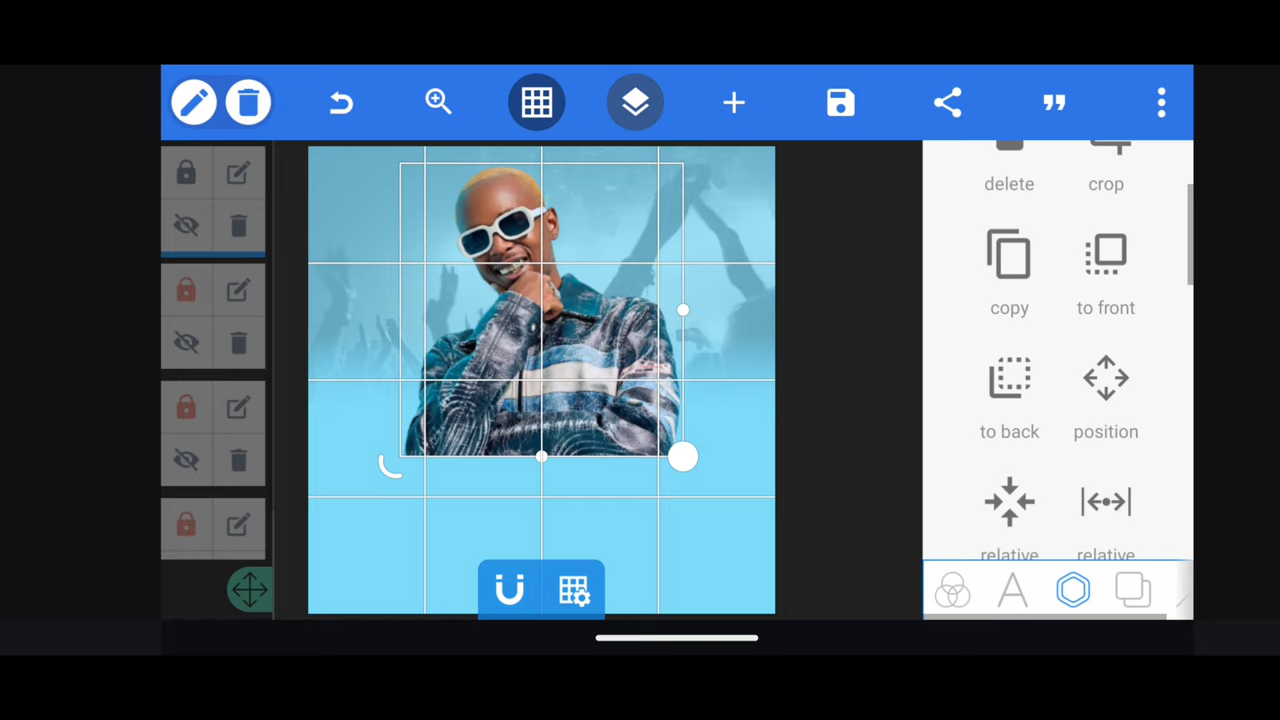 delete crop
copy to front
to back position
relative relative